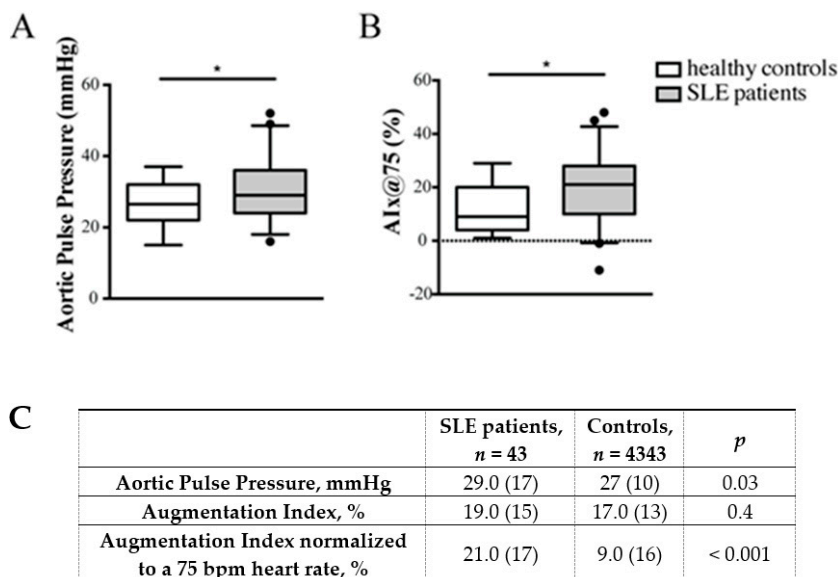 A
B
Aortic Pulse Pressure (mmHg)
60
40
20
0
*
AIx@75 (%)
60
40
20
0
-20
*
healthy controls
SLE patients
C
SLE patients, n = 43 Controls, n = 4343 p
Aortic Pulse Pressure, mmHg 29.0 (17) 27 (10) 0.03
Augmentation Index, % 19.0 (15) 17.0 (13) 0.4
Augmentation Index normalized
to a 75 bpm heart rate, % 21.0 (17) 9.0 (16) < 0.001